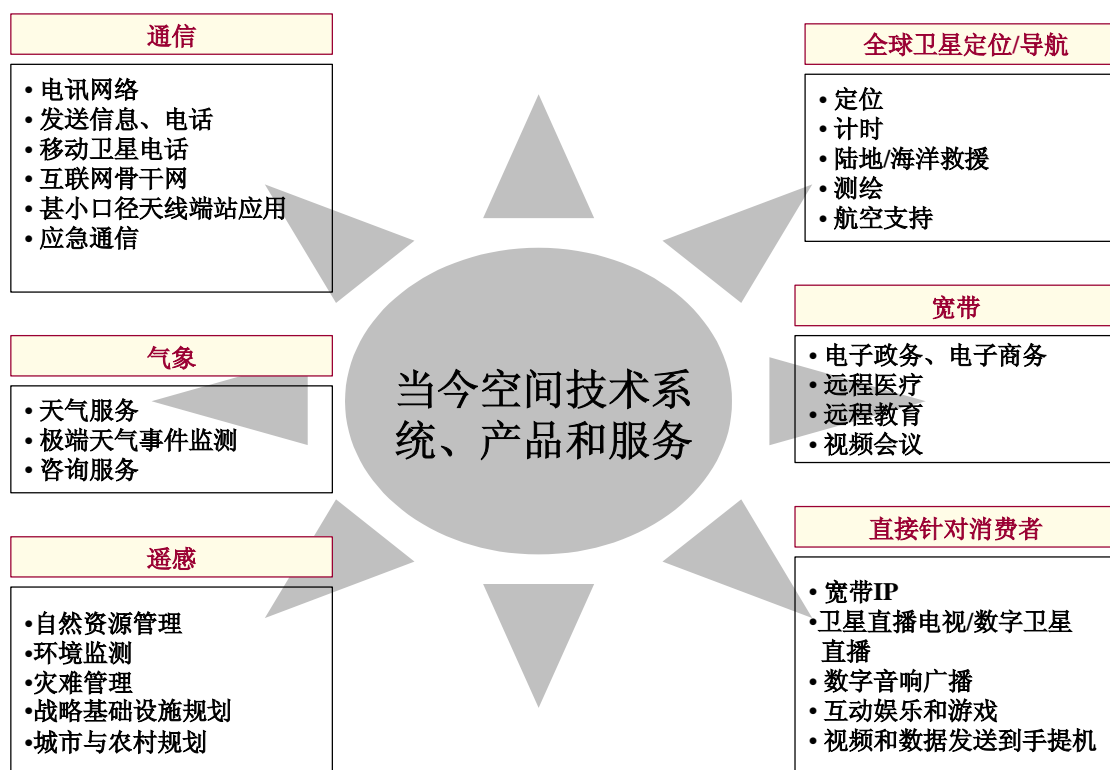 通信
• 电讯网络
• 发送信息、电话
• 移动卫星电话
• 互联网骨干网
• 甚小口径天线端站应用
• 应急通信
气象
• 天气服务
• 极端天气事件监测
• 咨询服务
遥感
•自然资源管理
•环境监测
•灾难管理
•战略基础设施规划
•城市与农村规划
当今空间技术系
统、产品和服务
全球卫星定位/导航
• 定位
• 计时
• 陆地/海洋救援
• 测绘
• 航空支持
宽带
• 电子政务、电子商务
• 远程医疗
• 远程教育
• 视频会议
直接针对消费者
• 宽带IP
•卫星直播电视/数字卫星
直播
• 数字音响广播
• 互动娱乐和游戏
• 视频和数据发送到手提机